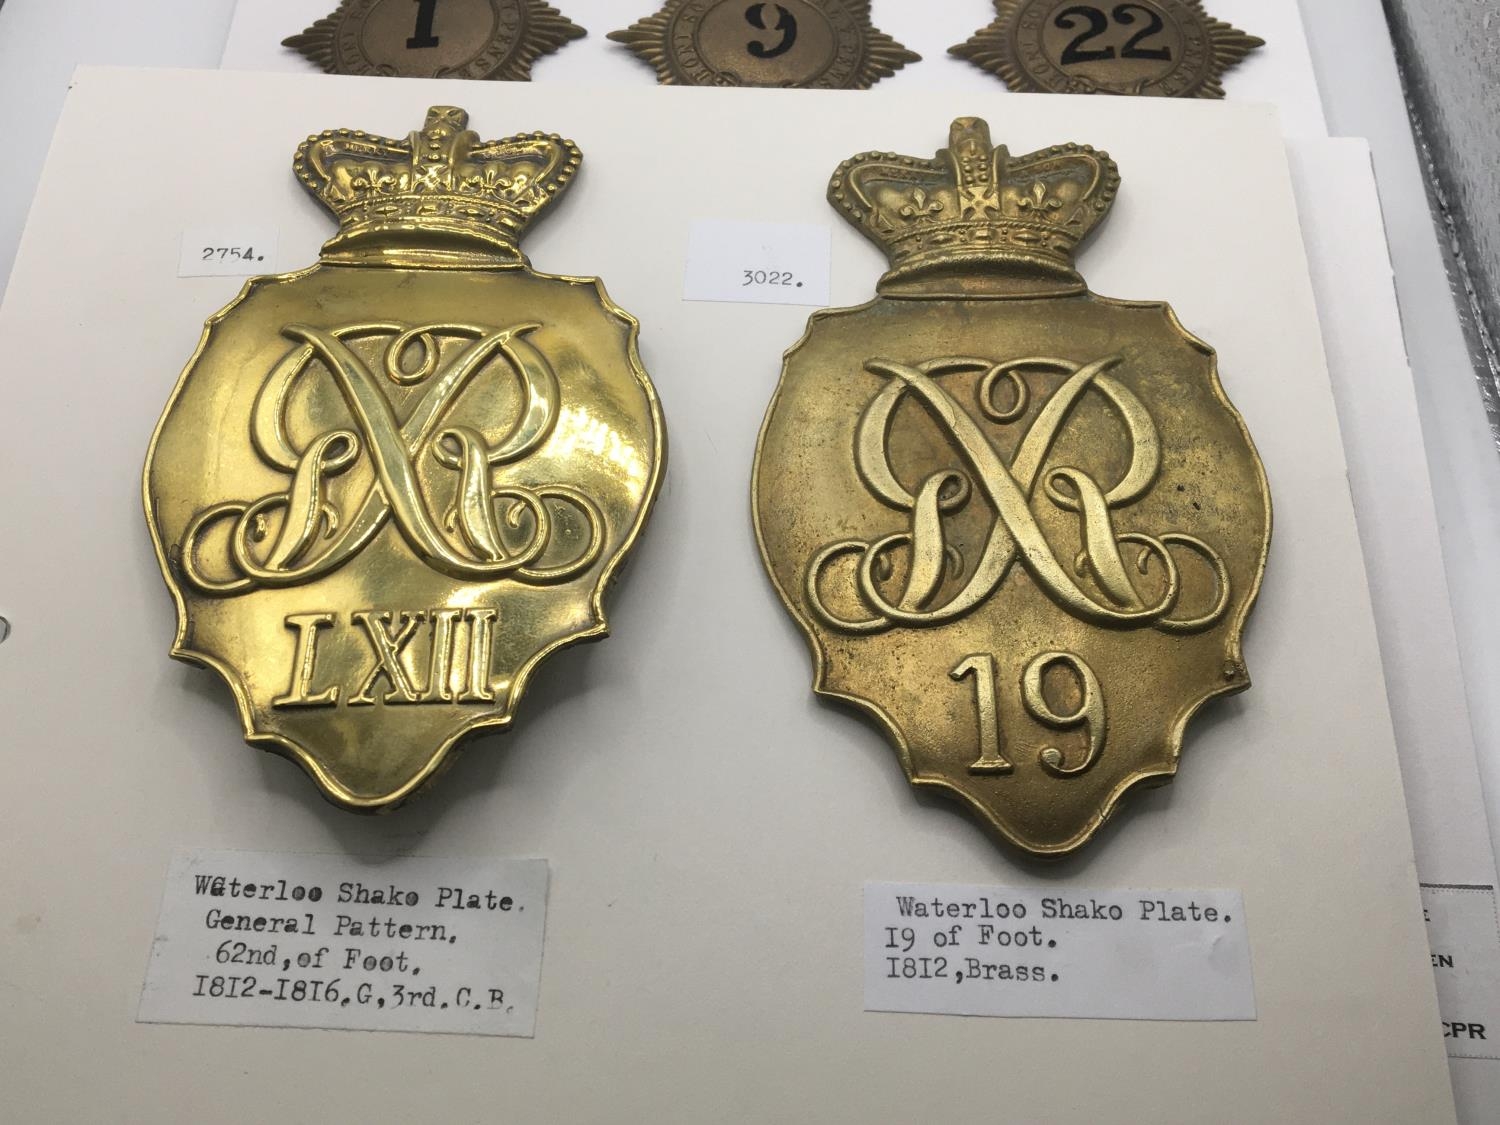 1
9
22
2754.
3022.
LXII
19
Waterloo Shako Plate.
General Pattern.
62nd,of Foot.
1812-1816.G,3rd.C.B.
Waterloo Shako Plate.
19 of Foot.
1812,Brass.
CPR